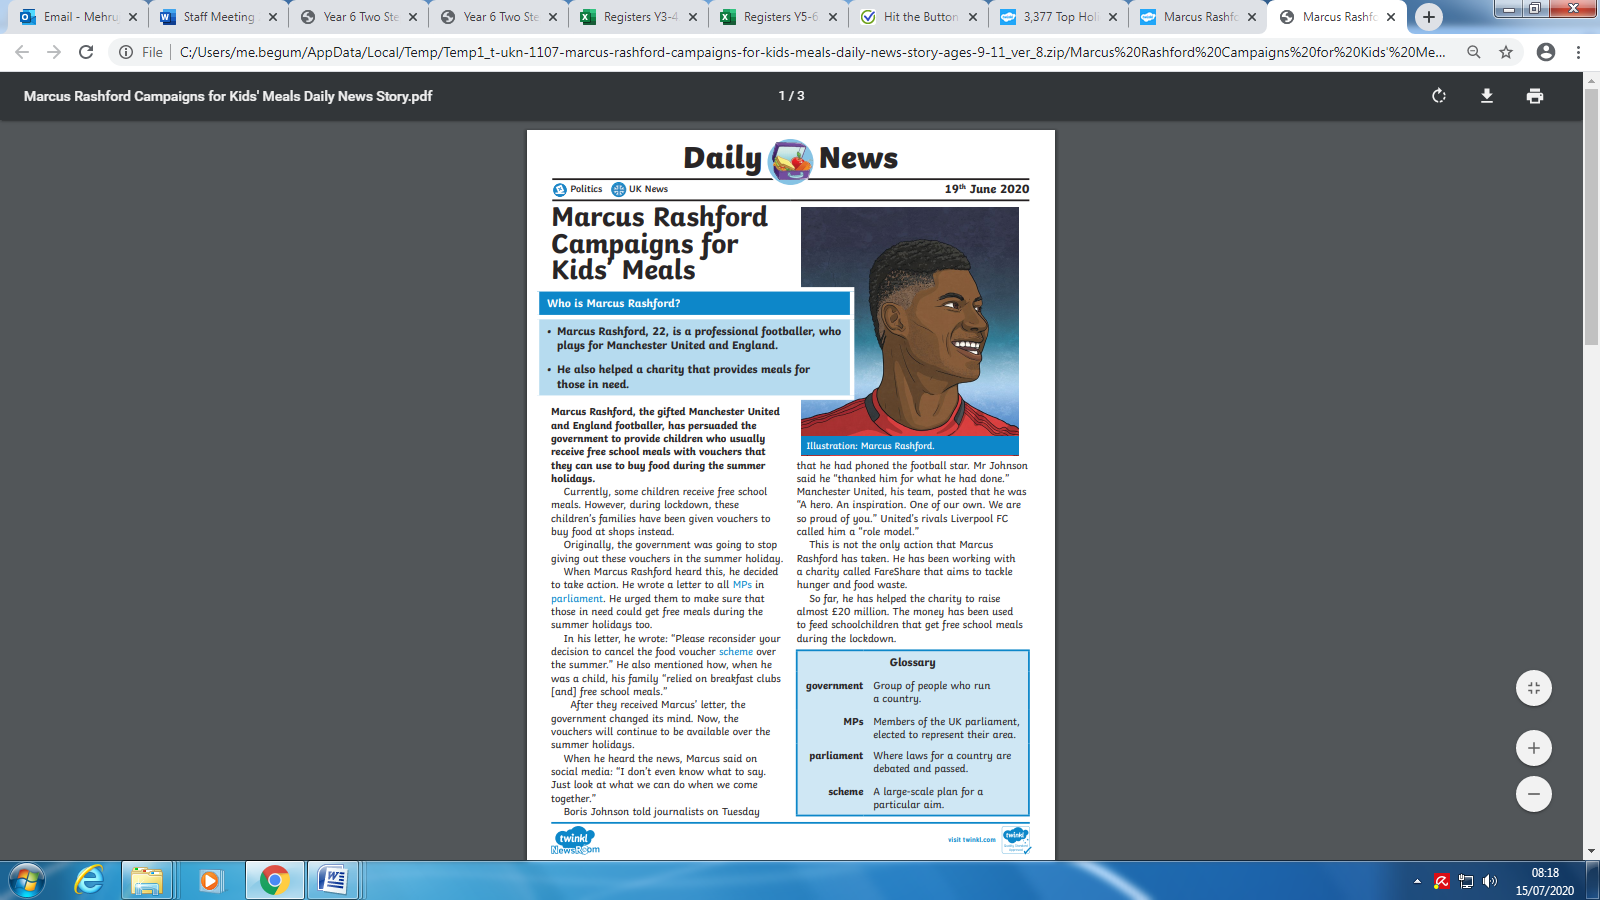 Email - Mehru
Staff Meeting
Year 6 Two Ste
Year 6 Two Ste
Registers Y3-4
Registers Y5-6
Hit the Button
3,377 Top Holi
Marcus Rashfo
Marcus Rashfo
File
C:/Users/me.begum/AppData/Local/Temp/Temp1_t-ukn-1107-marcus-rashford-campaigns-for-kids-meals-daily-news-story-ages-9-11_ver_8.zip/Marcus%20Rashford%20Campaigns%20for%20Kids'%20Me...
Marcus Rashford Campaigns for Kids' Meals Daily News Story.pdf
1 / 3
Daily News
Politics UK News
19th June 2020
Marcus Rashford
Campaigns for
Kids' Meals
Who is Marcus Rashford?
• Marcus Rashford, 22, is a professional footballer, who
plays for Manchester United and England.
• He also helped a charity that provides meals for
those in need.
Illustration: Marcus Rashford.
Marcus Rashford, the gifted Manchester United
and England footballer, has persuaded the
government to provide children who usually
receive free school meals with vouchers that
they can use to buy food during the summer
holidays.
Currently, some children receive free school
meals. However, during lockdown, these
children's families have been given vouchers to
buy food at shops instead.
Originally, the government was going to stop
giving out these vouchers in the summer holiday.
When Marcus Rashford heard this, he decided
to take action. He wrote a letter to all MPs in
parliament. He urged them to make sure that
those in need could get free meals during the
summer holidays too.
In his letter, he wrote: "Please reconsider your
decision to cancel the food voucher scheme over
the summer." He also mentioned how, when he
was a child, his family "relied on breakfast clubs
[and] free school meals."
After they received Marcus' letter, the
government changed its mind. Now, the
vouchers will continue to be available over the
summer holidays.
When he heard the news, Marcus said on
social media: "I don't even know what to say.
Just look at what we can do when we come
together."
Boris Johnson told journalists on Tuesday
that he had phoned the football star. Mr Johnson
said he "thanked him for what he had done."
Manchester United, his team, posted that he was
"A hero. An inspiration. One of our own. We are
so proud of you." United's rivals Liverpool FC
called him a "role model."
This is not the only action that Marcus
Rashford has taken. He has been working with
a charity called FareShare that aims to tackle
hunger and food waste.
So far, he has helped the charity to raise
almost £20 million. The money has been used
to feed schoolchildren that get free school meals
during the lockdown.
Glossary
government Group of people who run
a country.
MPs Members of the UK parliament,
elected to represent their area.
parliament Where laws for a country are
debated and passed.
scheme A large-scale plan for a
particular aim.
twinkl
NewsRoom
visit twinkl.com
twinkl
08:18
15/07/2020